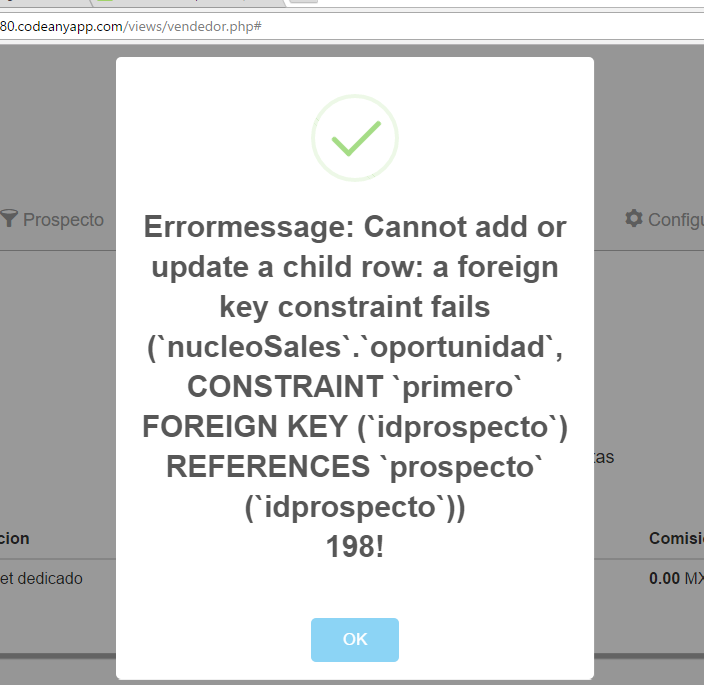 80.codeanyapp.com/views/vendedor.php#
Prospecto
Configu
Errormessage: Cannot add or
update a child row: a foreign
key constraint fails
(`nucleoSales`.`oportunidad`,
CONSTRAINT `primero`
FOREIGN KEY (`idprospecto`)
REFERENCES `prospecto`
(`idprospecto`))
198!
tas
cion
Comisi
et dedicado
0.00 MX
OK